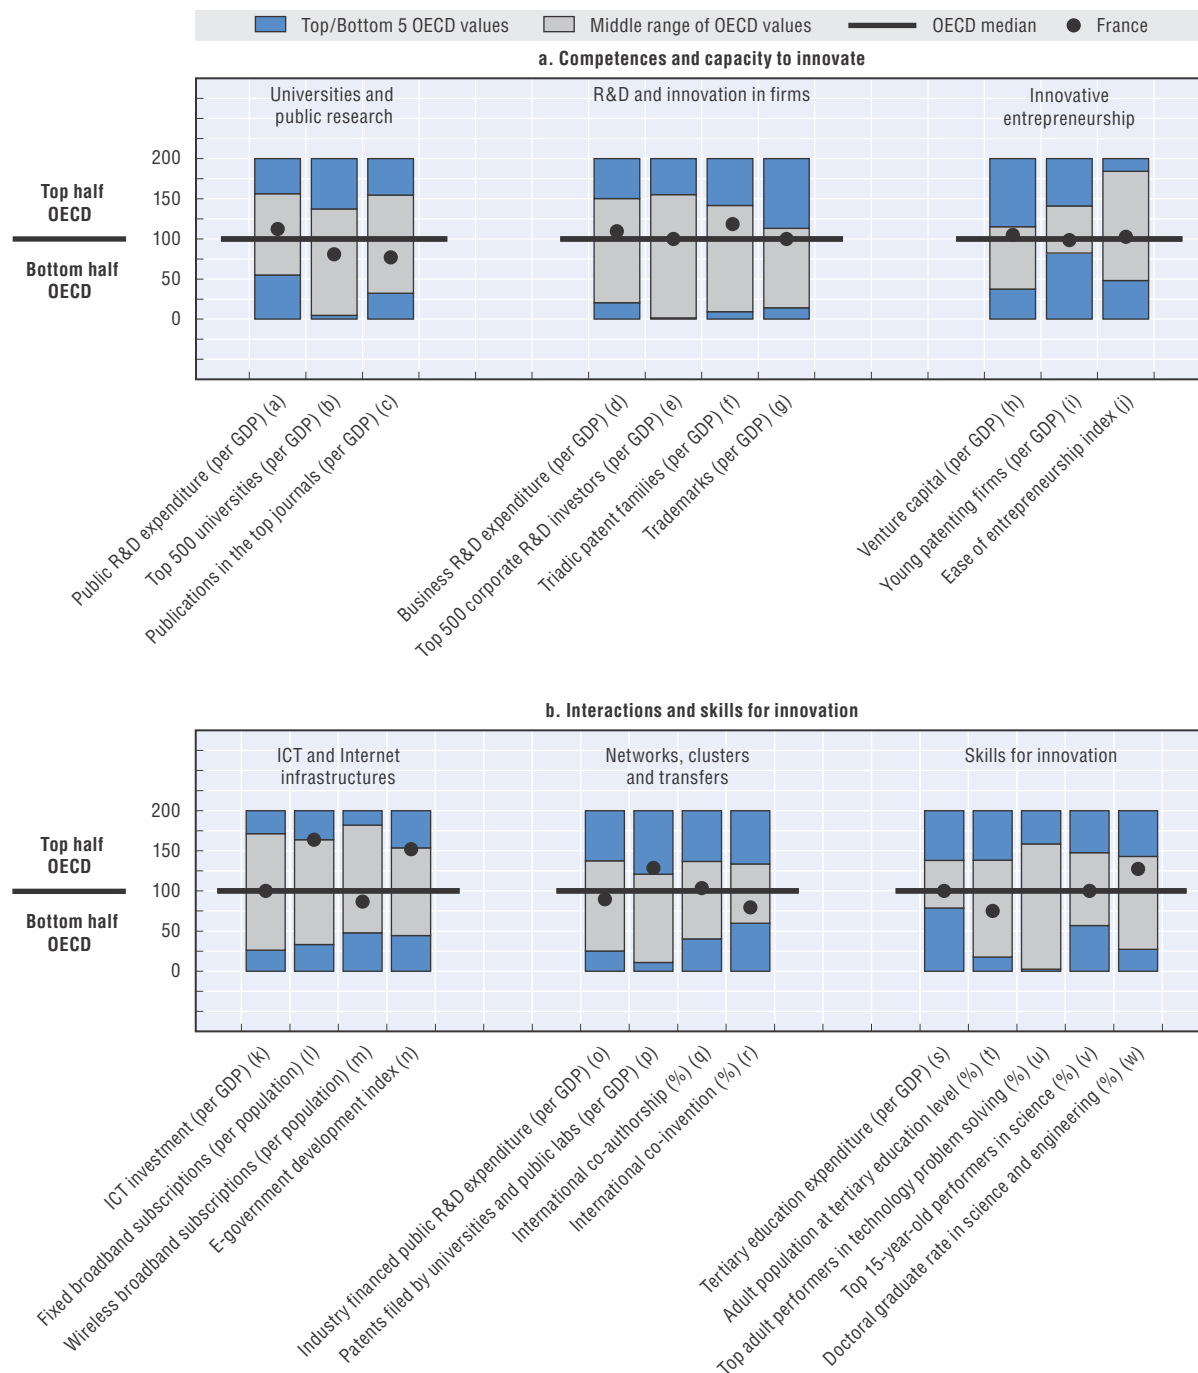 Top/Bottom 5 OECD values Middle range of OECD values OECD median France
a. Competences and capacity to innovate
Universities and
public research
R&D and innovation in firms
Innovative
entrepreneurship
200
150
100
50
0
Top half
OECD
Bottom half
OECD
Public R&D expenditure (per GDP) (a)
Top 500 universities (per GDP) (b)
Publications in the top journals (per GDP) (c)
Business R&D expenditure (per GDP) (d)
Top 500 corporate R&D investors (per GDP) (e)
Triadic patent families (per GDP) (f)
Trademarks (per GDP) (g)
Venture capital (per GDP) (h)
Young patenting firms (per GDP) (i)
Ease of entrepreneurship index (j)
b. Interactions and skills for innovation
ICT and Internet
infrastructures
Networks, clusters
and transfers
Skills for innovation
200
150
100
50
0
Top half
OECD
Bottom half
OECD
ICT investment (per GDP) (k)
Fixed broadband subscriptions (per population) (l)
Wireless broadband subscriptions (per population) (m)
E-government development index (n)
Industry financed public R&D expenditure (per GDP) (o)
Patents filed by universities and public labs (per GDP) (p)
International co-authorship (%) (q)
International co-invention (%) (r)
Tertiary education expenditure (per GDP) (s)
Adult population at tertiary education level (%) (t)
Top adult performers in technology problem solving (%) (u)
Top 15-year-old performers in science (%) (v)
Doctoral graduate rate in science and engineering (%) (w)